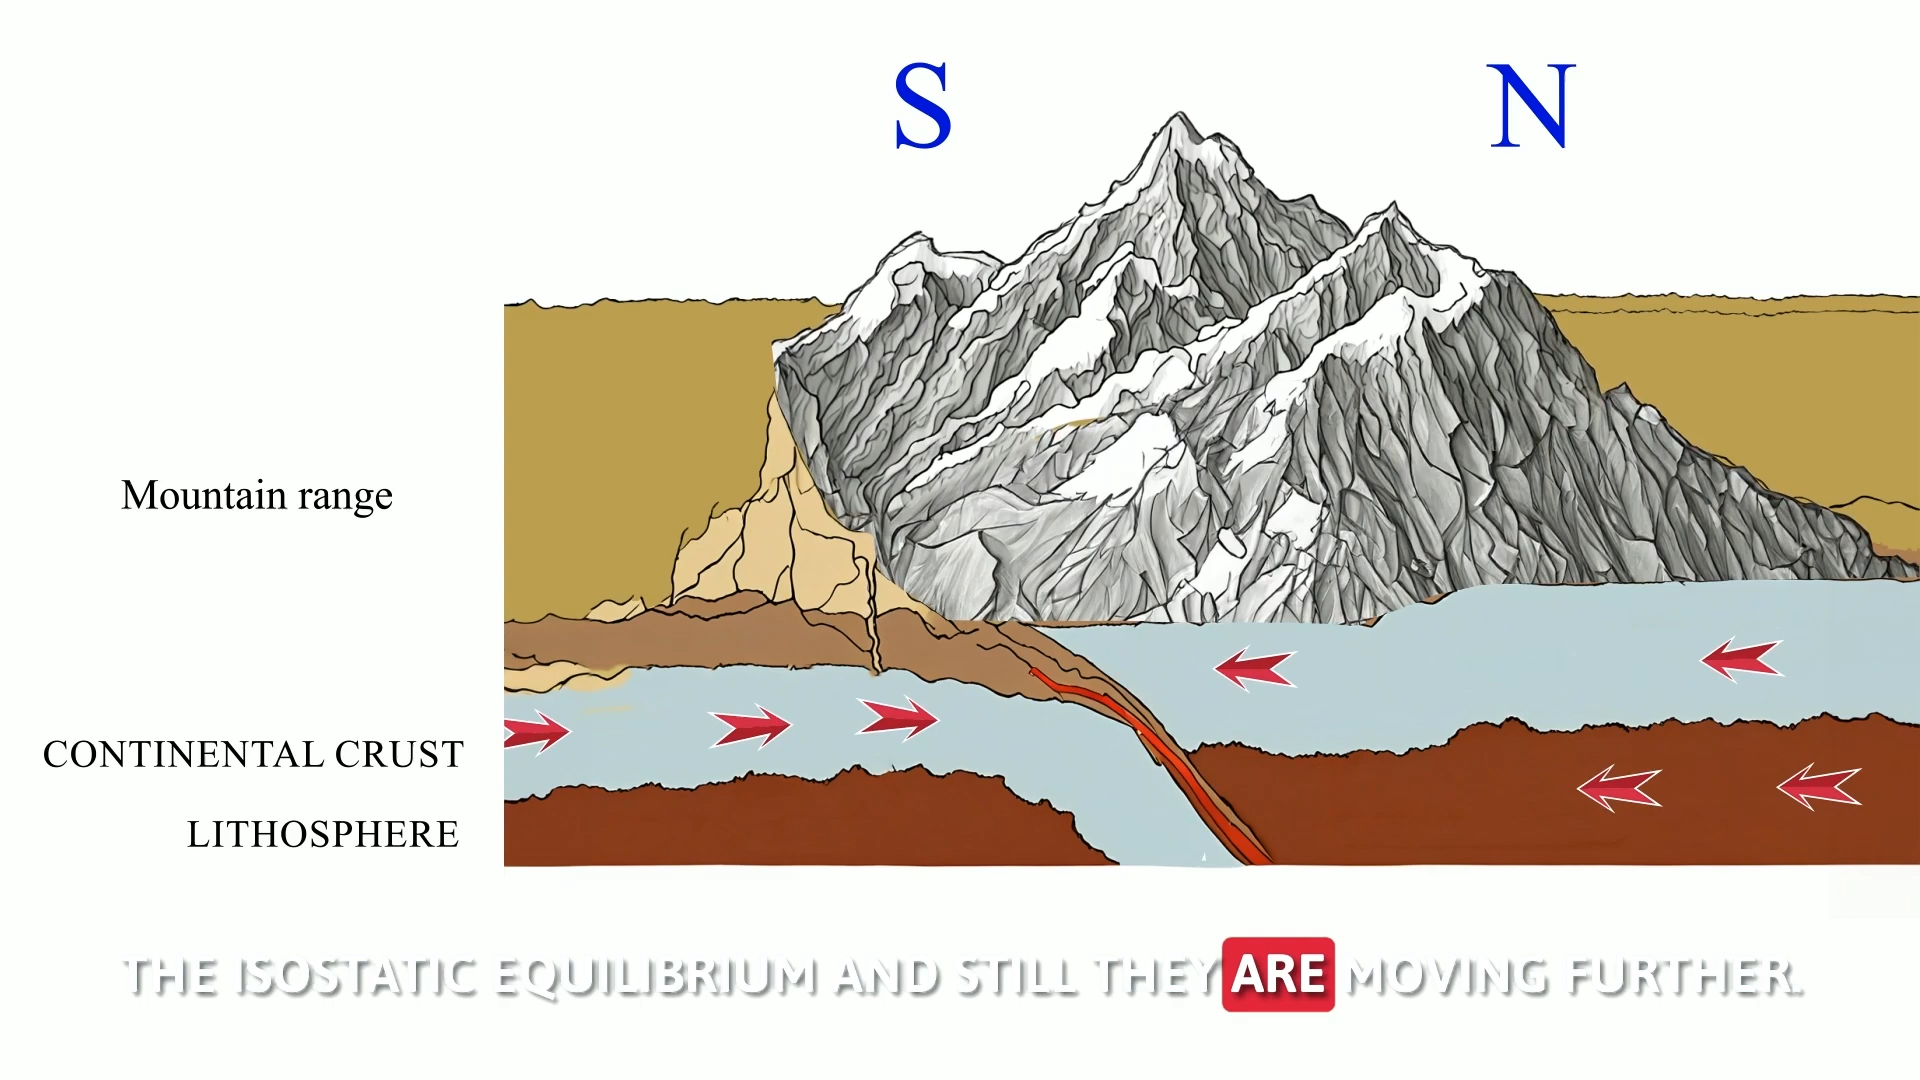 S N
Mountain range
CONTINENTAL CRUST
LITHOSPHERE
THE ISOSTATIC EQUILIBRIUM AND STILL THEY ARE MOVING FURTHER.